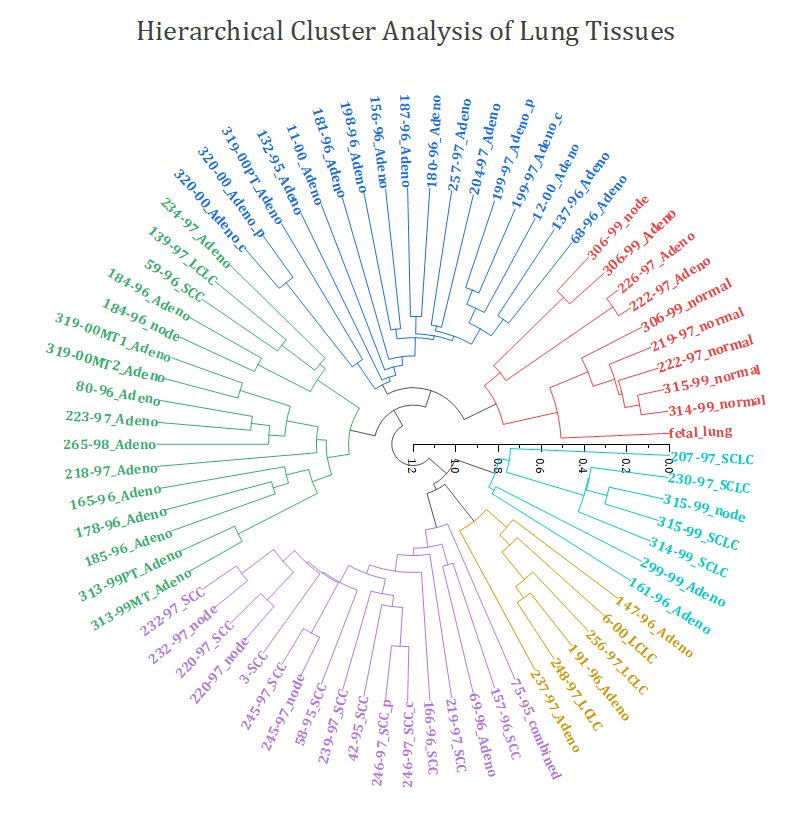 Hierarchical Cluster Analysis of Lung Tissues
306-99_node
306-99_Adeno
226-97_Adeno
222-97_Adeno
306-99_normal
219-97_normal
222-97_normal
315-99_normal
314-99_normal
fetal_lung
207-97_SCLC
230-97_SCLC
315-99_node
315-99_SCLC
314-99_SCLC
299-99_Adeno
161-96_Adeno
147-96_Adeno
6-00_LCLC
256-97_LCLC
191-96_Adeno
248-97_LCLC
237-97_Adeno
75-95_combined
157-96_SCC
69-96_Adeno
219-97_SCC
166-96_SCC
246-97_SCC_c
246-97_SCC_p
42-95_SCC
239-97_SCC
58-95_SCC
245-97_node
245-97_SCC
3-SCC
220-97_node
220-97_SCC
232-97_node
232-97_SCC
313-99MT_Adeno
313-99PT_Adeno
185-96_Adeno
178-96_Adeno
165-96_Adeno
218-97_Adeno
265-98_Adeno
223-97_Adeno
80-96_Adeno
319-00MT2_Adeno
319-00MT1_Adeno
184-96_node
184-96_Adeno
59-96_SCC
139-97_LCLC
234-97_Adeno
320-00_Adeno_c
320-00_Adeno_p
319-00PT_Adeno
132-95_Adeno
11-00_Adeno
181-96_Adeno
198-96_Adeno
156-96_Adeno
187-96_Adeno
180-96_Adeno
257-97_Adeno
204-97_Adeno
199-97_Adeno_p
199-97_Adeno_c
12-00_Adeno
137-96_Adeno
68-96_Adeno
1.2
1.0
0.8
0.6
0.4
0.2
0.0